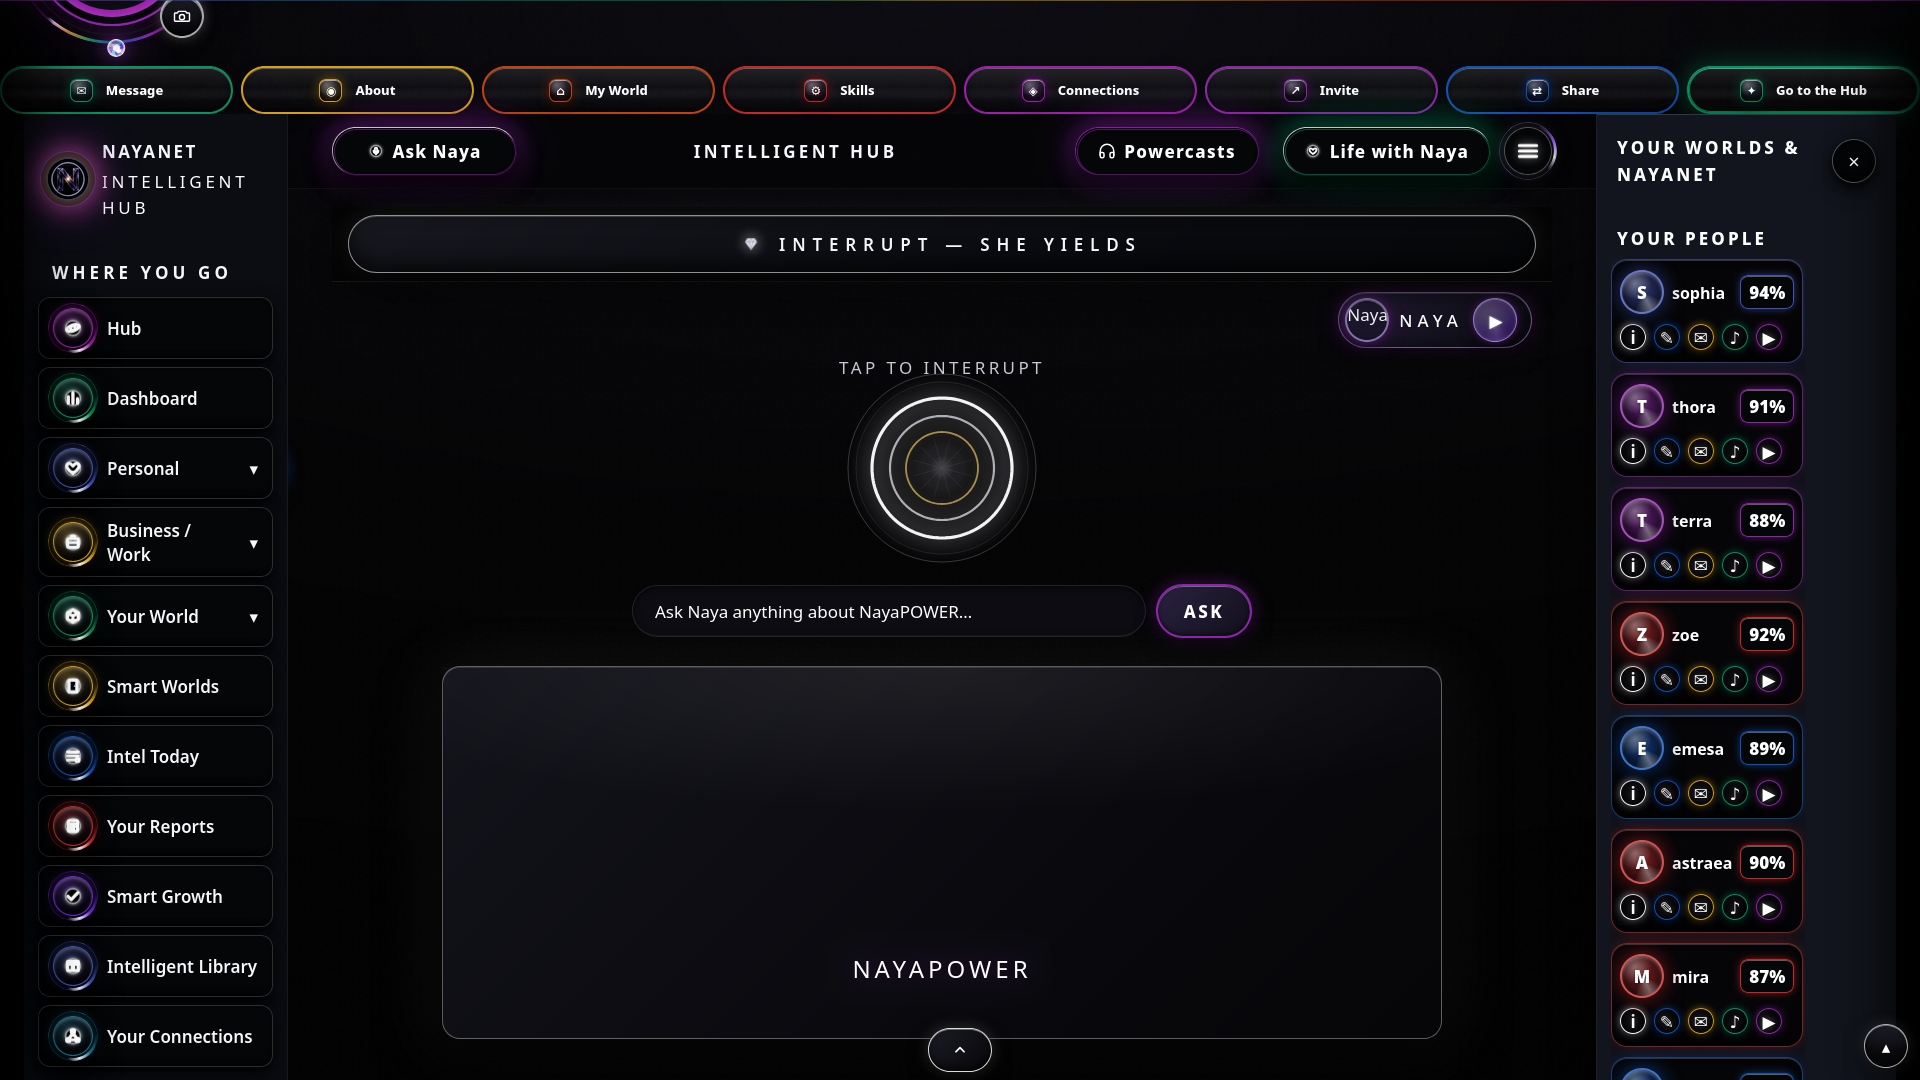 Message
About
My World
Skills
Connections
Invite
Share
Go to the Hub
NAYANET
INTELLIGENT
HUB
WHERE YOU GO
Hub
Dashboard
Personal
Business /
Work
Your World
Smart Worlds
Intel Today
Your Reports
Smart Growth
Intelligent Library
Your Connections
Ask Naya
INTELLIGENT HUB
Powercasts
Life with Naya
INTERRUPT — SHE YIELDS
Naya
NAYA
TAP TO INTERRUPT
Ask Naya anything about NayaPOWER...
ASK
NAYAPOWER
YOUR WORLDS &
NAYANET
YOUR PEOPLE
S sophia 94%
T thora 91%
T terra 88%
Z zoe 92%
E emesa 89%
A astraea 90%
M mira 87%